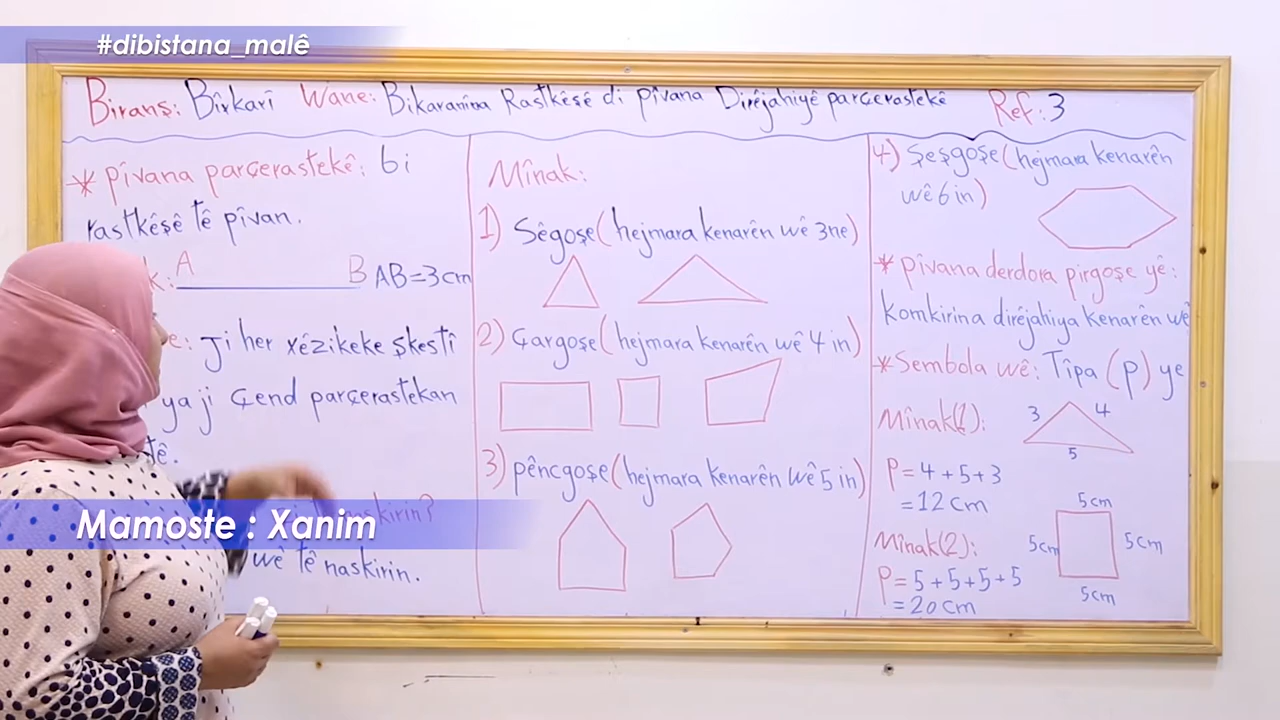 #dibistana_malê
Biranş: Bîrkarî Wane: Bikaranîna Rastkêşê di pîvana Dirêjahiyê parçerastekê Ref: 3
* pîvana parçerastekê: bi
rastkêşê tê pîvan.
A B AB=3cm
Ji her xêzikeke şkestî
ya ji çend parçerastekan
naskirin?
wê tê naskirin.
Mînak:
1) Sêgoşe (hejmara kenarên wê 3ne)
2) Çargoşe (hejmara kenarên wê 4 in)
3) pêncgoşe (hejmara kenarên wê 5 in)
4) Şeşgoşe (hejmara kenarên
wê 6 in)
* pîvana derdora pirgoşe yê:
komkirina dirêjahiya kenarên wê
* Sembola wê: Tîpa (p) ye
Mînak(1):
3 4
5
P = 4 + 5 + 3
= 12 cm
Mînak(2):
5cm
5cm 5cm
5cm
P = 5 + 5 + 5 + 5
= 20 cm
Mamoste : Xanim